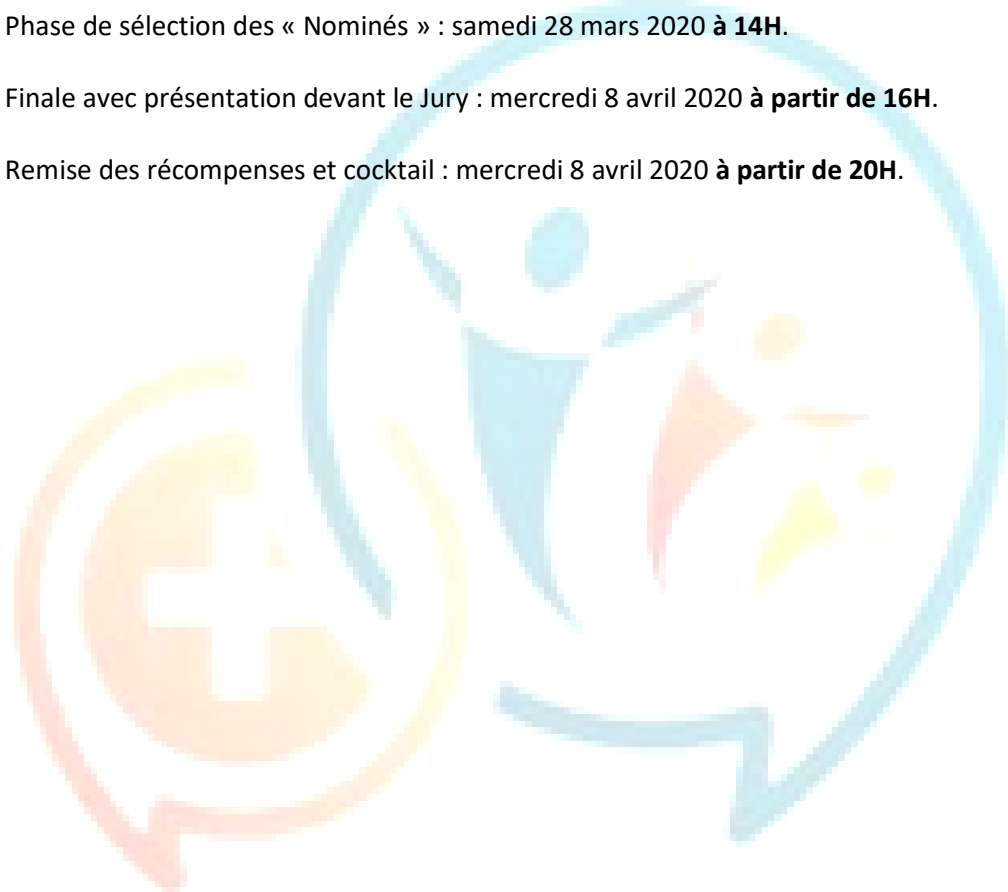 Phase de sélection des « Nominés » : samedi 28 mars 2020 à 14H.
Finale avec présentation devant le Jury : mercredi 8 avril 2020 à partir de 16H.
Remise des récompenses et cocktail : mercredi 8 avril 2020 à partir de 20H.